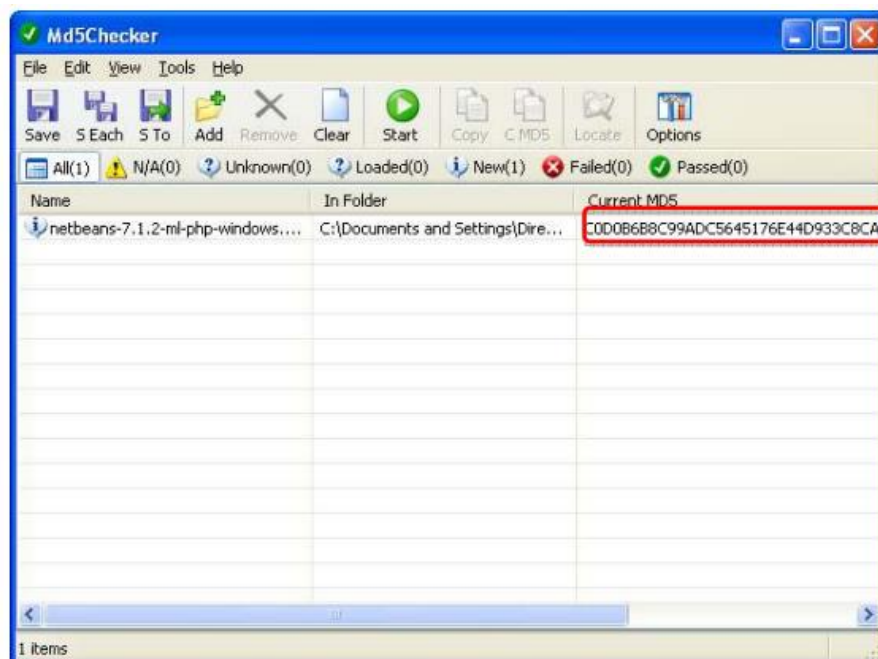 Md5Checker
File Edit View Tools Help
Save S Each S To Add Remove Clear Start Copy C MD5 Locate Options
All(1) N/A(0) Unknown(0) Loaded(0) New(1) Failed(0) Passed(0)
Name In Folder Current MD5
netbeans-7.1.2-ml-php-windows.... C:\Documents and Settings\Dire... C0D0B6B8C99ADC5645176E44D933C8CA
1 items